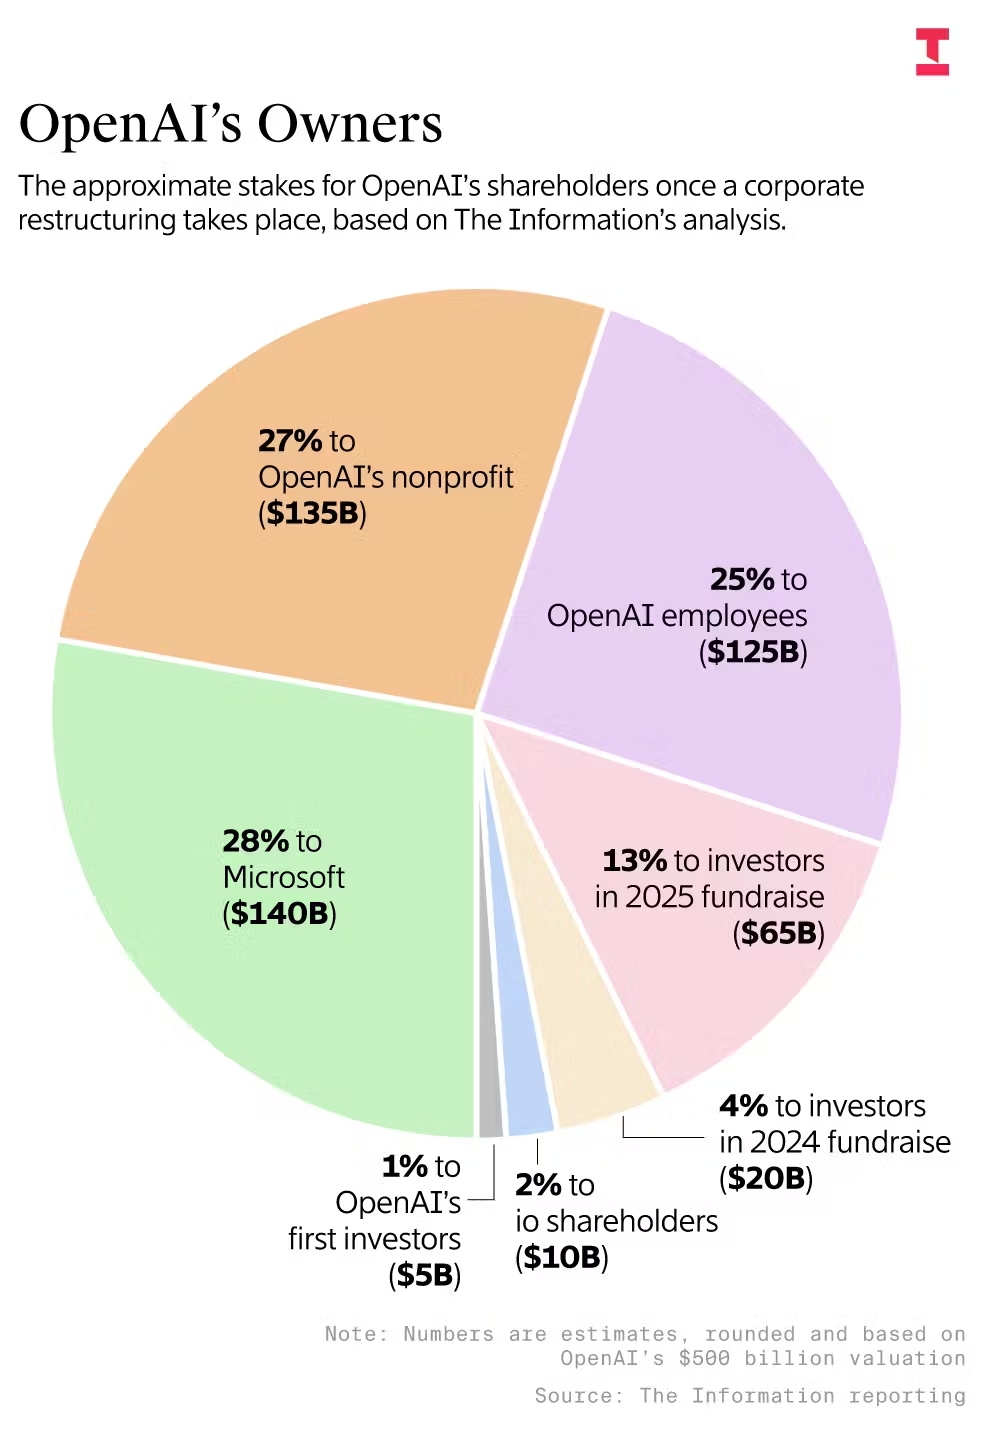 OpenAI’s Owners
The approximate stakes for OpenAI’s shareholders once a corporate
restructuring takes place, based on The Information’s analysis.
27% to
OpenAI’s nonprofit
($135B)
25% to
OpenAI employees
($125B)
28% to
Microsoft
($140B)
13% to investors
in 2025 fundraise
($65B)
4% to investors
in 2024 fundraise
($20B)
1% to
OpenAI’s
first investors
($5B)
2% to
io shareholders
($10B)
Note: Numbers are estimates, rounded and based on
OpenAI’s $500 billion valuation
Source: The Information reporting